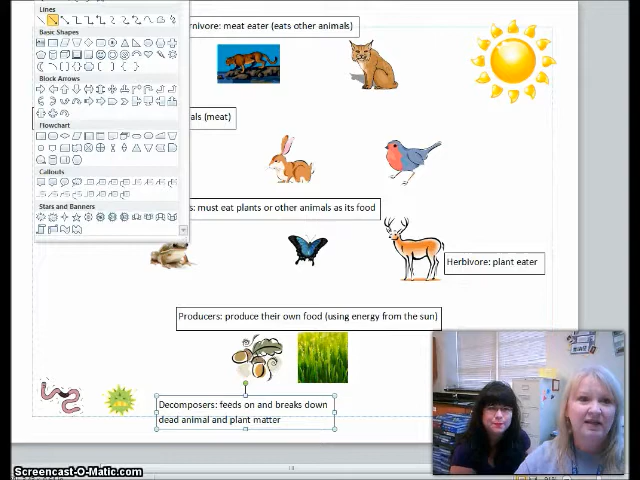 Lines
rnivore: meat eater (eats other animals)
Basic Shapes
Block Arrows
als (meat)
Flowchart
Callouts
Stars and Banners
s: must eat plants or other animals as its food
Herbivore: plant eater
Producers: produce their own food (using energy from the sun)
Decomposers: feeds on and breaks down
dead animal and plant matter
Screencast-O-Matic.com